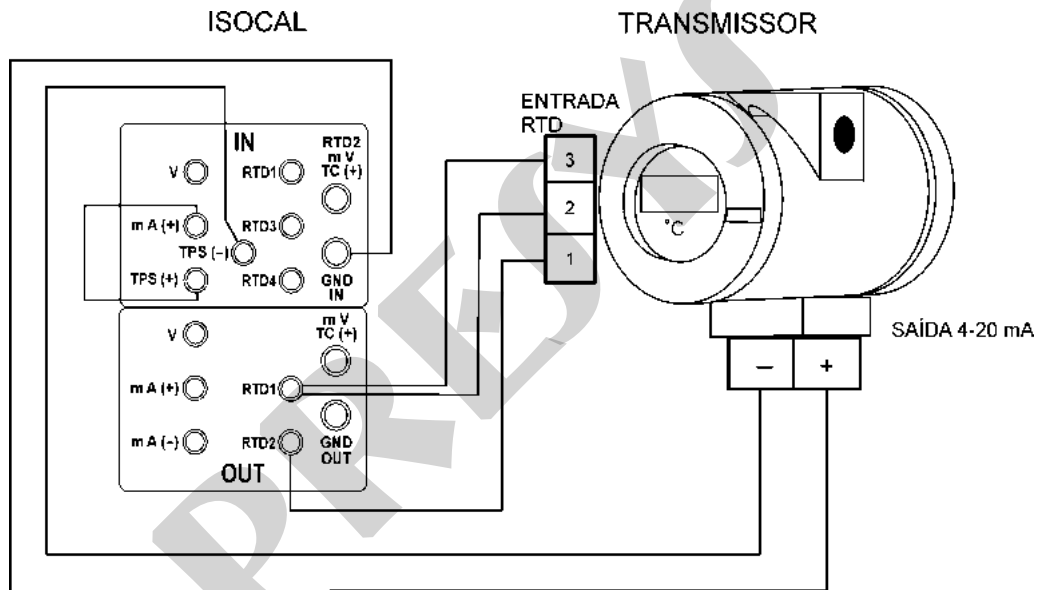 ISOCAL
TRANSMISSOR
IN
V
RTD1
RTD2
mV
TC (+)
mA (+)
RTD3
TPS (–)
TPS (+)
RTD4
GND
IN
V
mV
TC (+)
mA (+)
RTD1
mA (–)
RTD2
GND
OUT
OUT
ENTRADA
RTD
3
2
1
°C
SAÍDA 4-20 mA
–
+
PRESYS